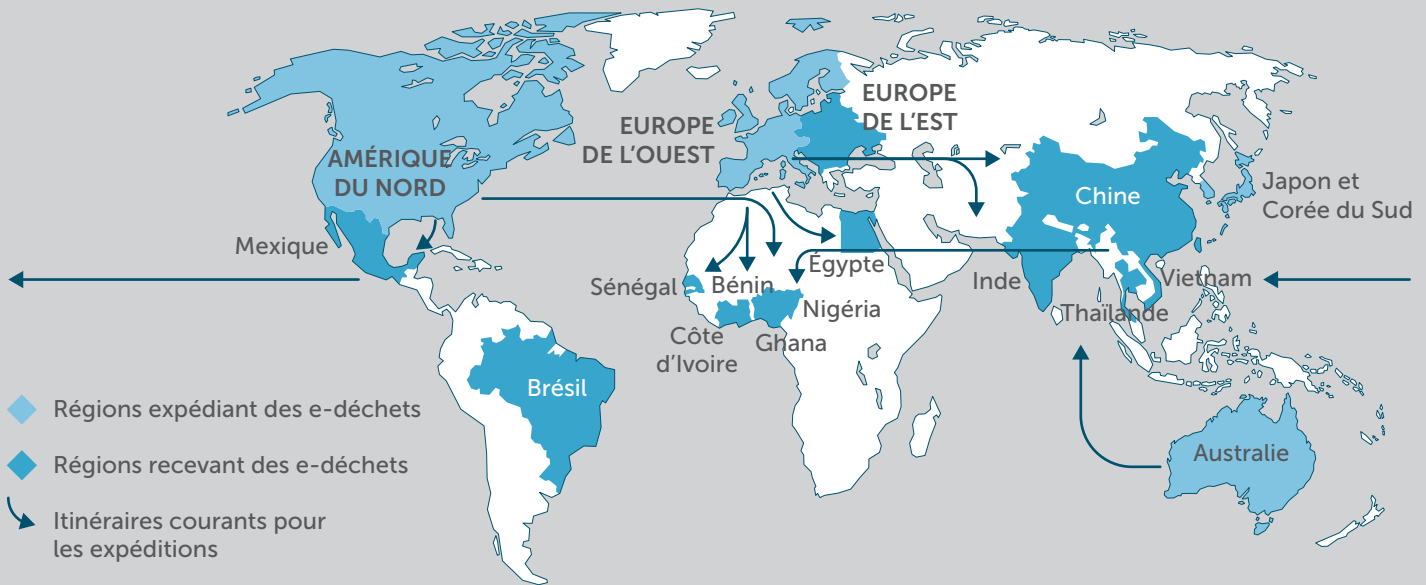 EUROPE
DE L'EST
EUROPE
DE L'OUEST
AMÉRIQUE
DU NORD
Chine
Japon et
Corée du Sud
Mexique
Égypte
Sénégal
Bénin
Inde
Vietnam
Nigéria
Thaïlande
Côte
d'Ivoire
Ghana
Brésil
Australie
Régions expédiant des e-déchets
Régions recevant des e-déchets
Itinéraires courants pour
les expéditions